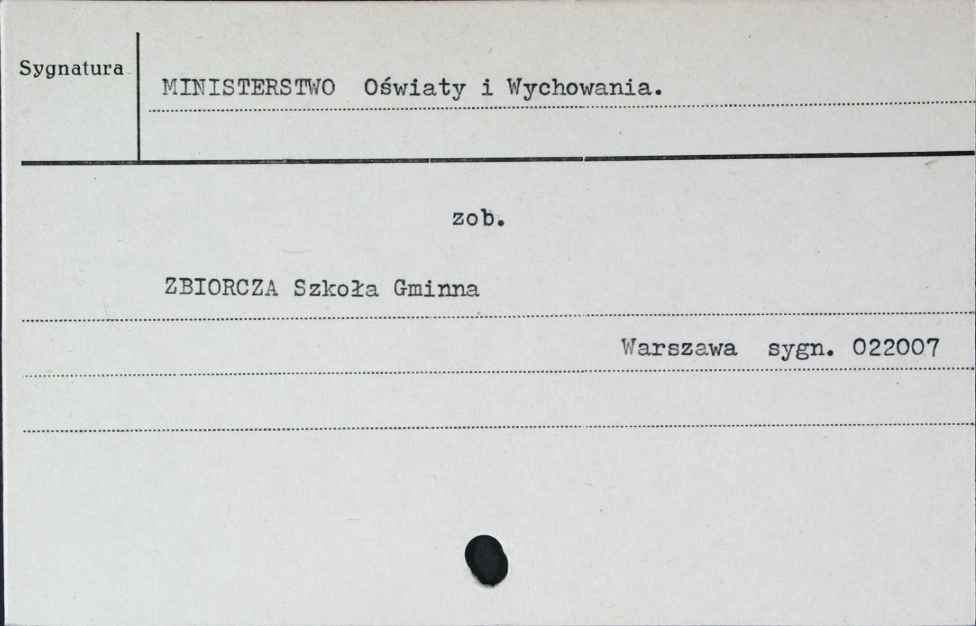 Sygnatura
MINISTERSTWO Oświaty i Wychowania.
zob.
ZBIORCZA Szkoła Gminna
Warszawa sygn. 022007